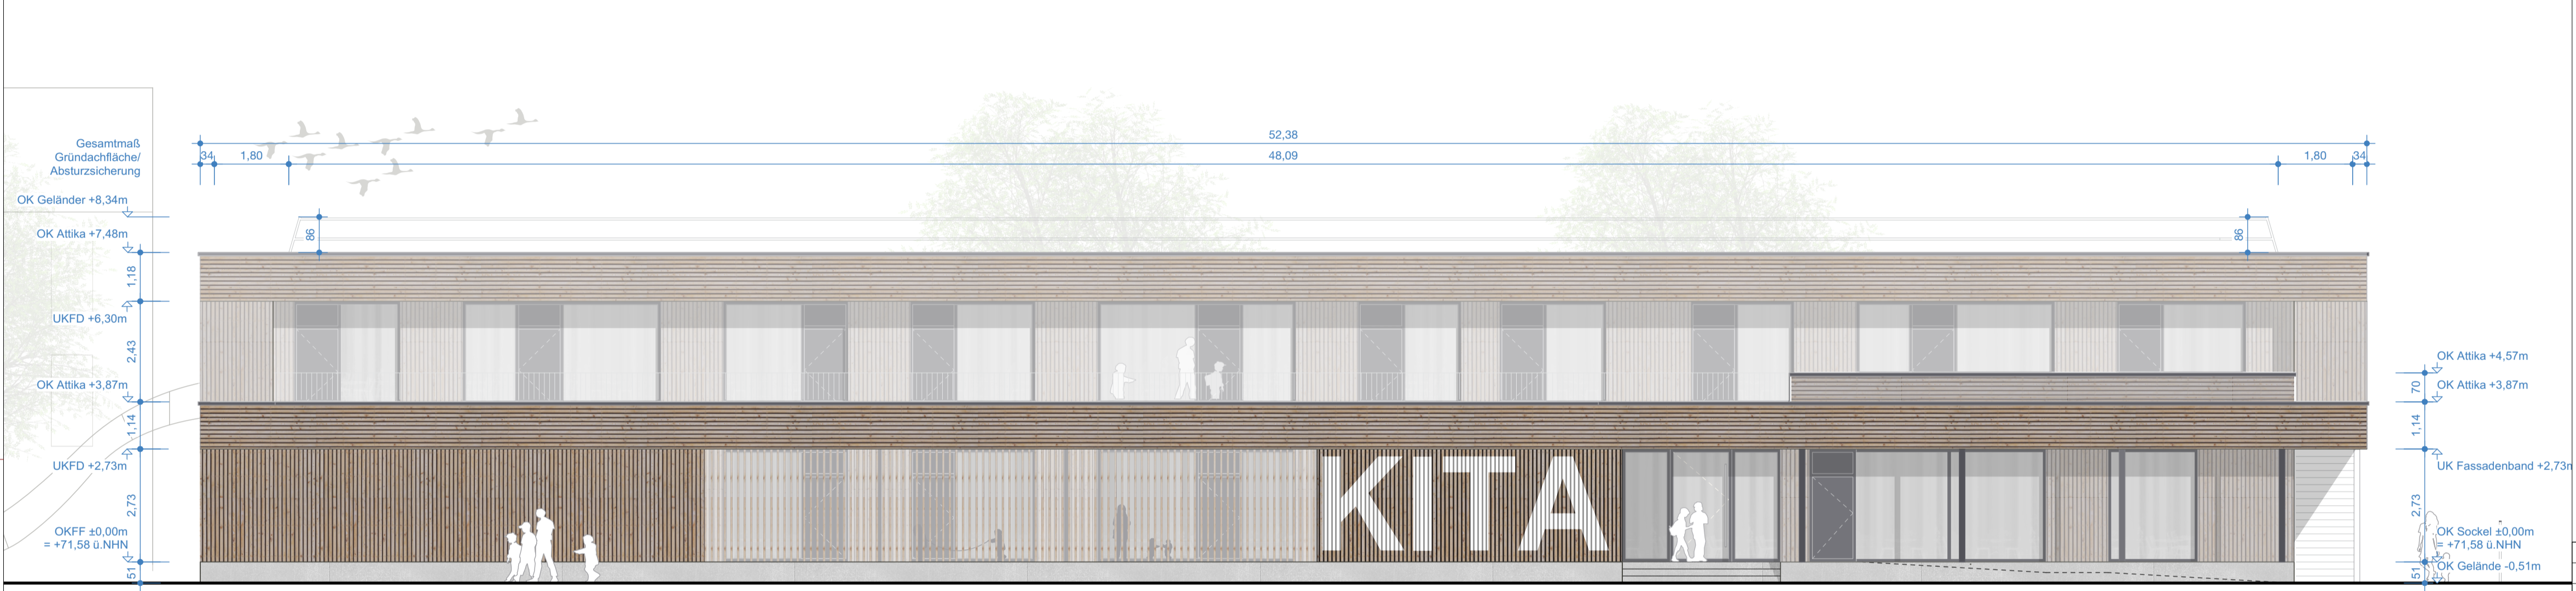 52,38
34
1,80
48,09
1,80
34
Gesamtmaß
Gründachfläche/
Absturzsicherung
OK Geländer +8,34m
OK Attika +7,48m
UKFD +6,30m
OK Attika +3,87m
UKFD +2,73m
OKFF ±0,00m
= +71,58 ü.NHN
1,18
2,43
1,14
2,73
51
86
86
KITA
OK Attika +4,57m
OK Attika +3,87m
UK Fassadenband +2,73m
OK Sockel ±0,00m
= +71,58 ü.NHN
OK Gelände -0,51m
70
1,14
2,73
51